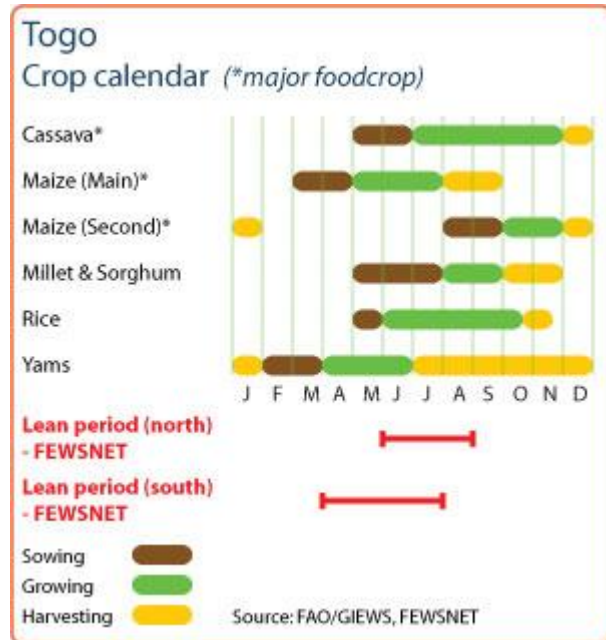 Togo
Crop calendar (*major foodcrop)
Cassava*
Maize (Main)*
Maize (Second)*
Millet & Sorghum
Rice
Yams
J F M A M J J A S O N D
Lean period (north)
- FEWSNET
Lean period (south)
- FEWSNET
Sowing
Growing
Harvesting
Source: FAO/GIEWS, FEWSNET